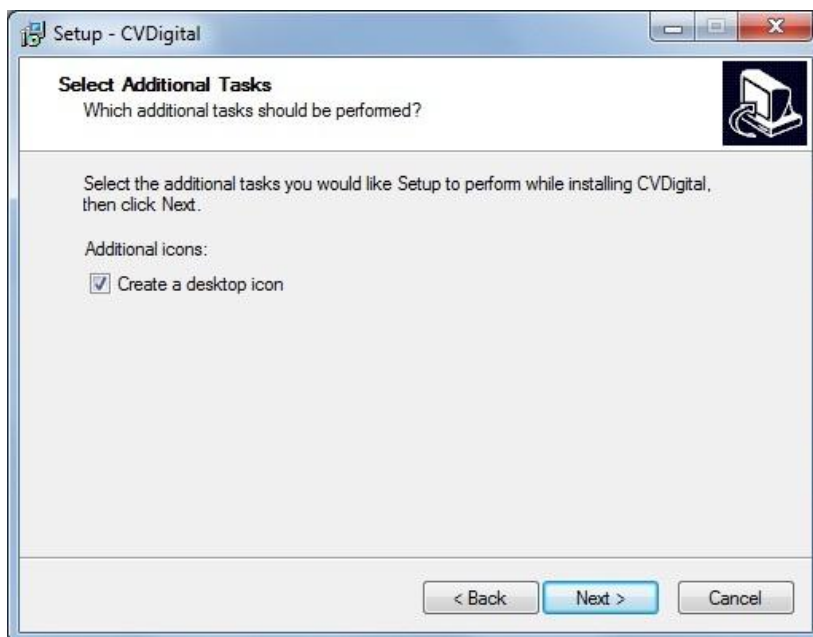 Setup - CVDigital
Select Additional Tasks
Which additional tasks should be performed?
Select the additional tasks you would like Setup to perform while installing CVDigital,
then click Next.
Additional icons:
Create a desktop icon
< Back
Next >
Cancel